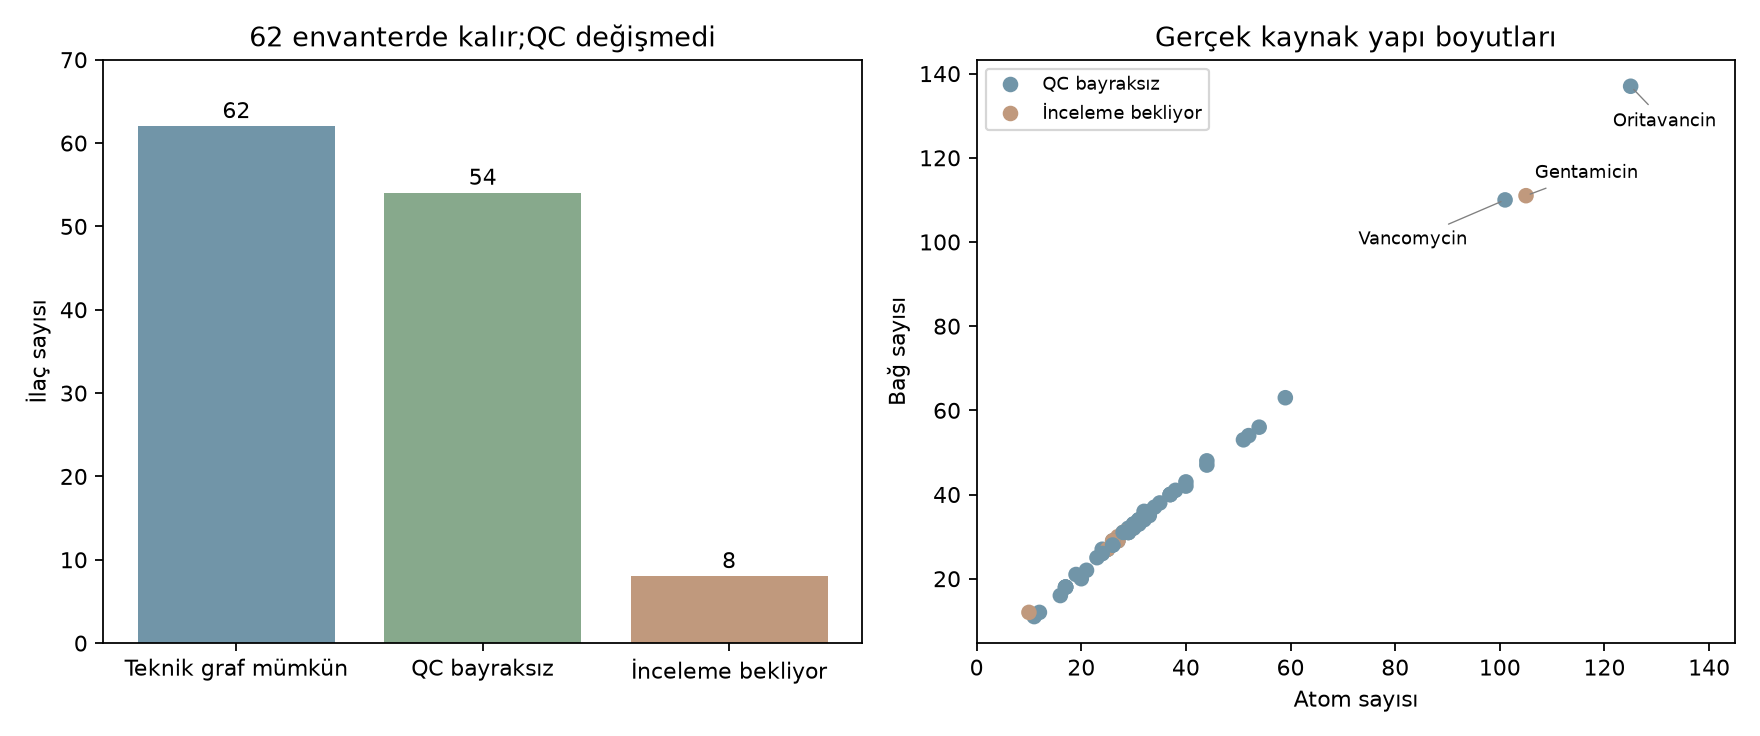 62 envanterde kalır;QC değişmedi
İlaç sayısı
70
60
50
40
30
20
10
0
62
54
8
Teknik graf mümkün
QC bayraksız
İnceleme bekliyor
Gerçek kaynak yapı boyutları
Bağ sayısı
140
120
100
80
60
40
20
QC bayraksız
İnceleme bekliyor
Oritavancin
Gentamicin
Vancomycin
0 20 40 60 80 100 120 140
Atom sayısı